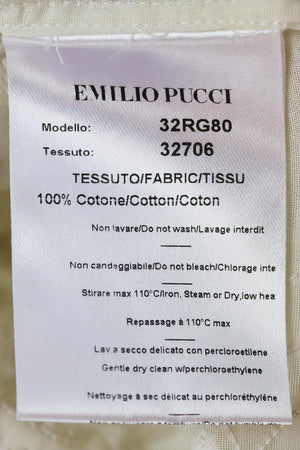 EMILIO PUCCI
Modello: 32RG80
Tessuto: 32706
TESSUTO/FABRIC/TISSU
100% Cotone/Cotton/Coton
Non lavare/Do not wash/Lavage interdit
Non candeggiabile/Do not bleach/Chlorage inte
Stirare max 110°C/Iron, Steam or Dry,low hea
Repassage à 110°C max
Lava secco delicato con percloroetilene
Gentle dry clean w/perchloroethylene
Nettoyage à sec délicat au perchloréthyléne